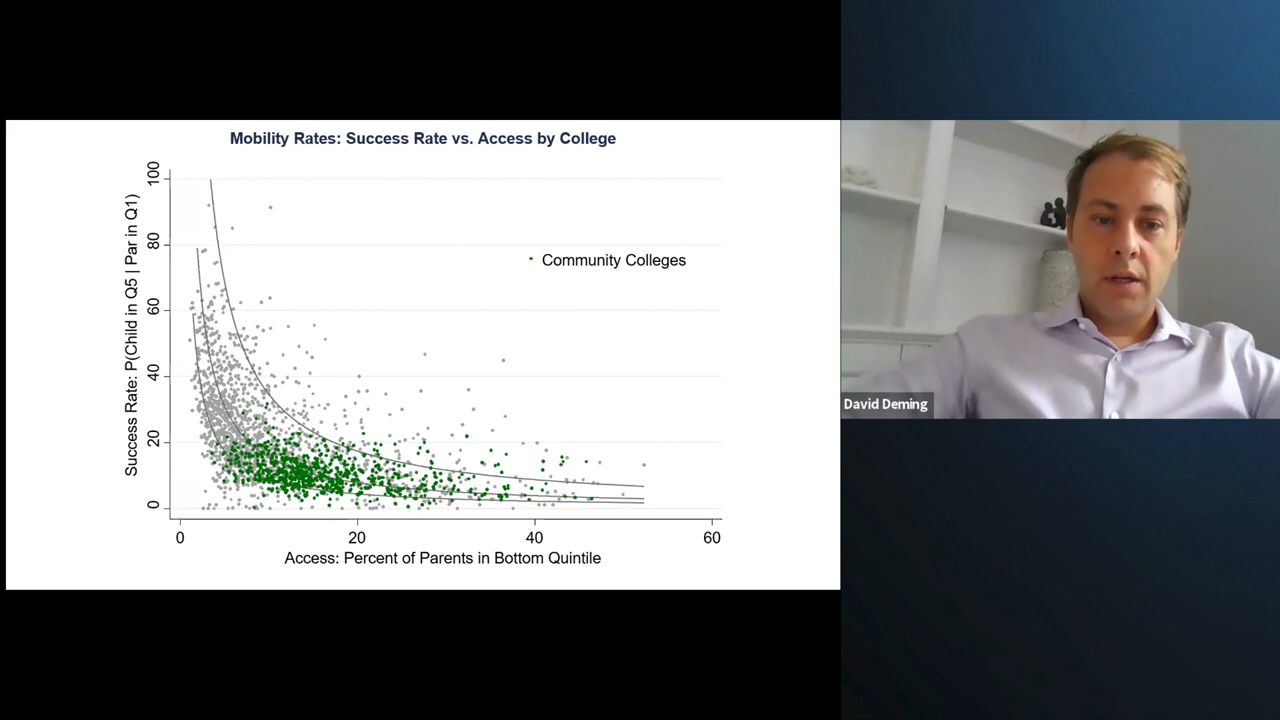 Mobility Rates: Success Rate vs. Access by College
Success Rate: P(Child in Q5 | Par in Q1)
100
80
60
40
20
0
Community Colleges
0 20 40 60
Access: Percent of Parents in Bottom Quintile
David Deming